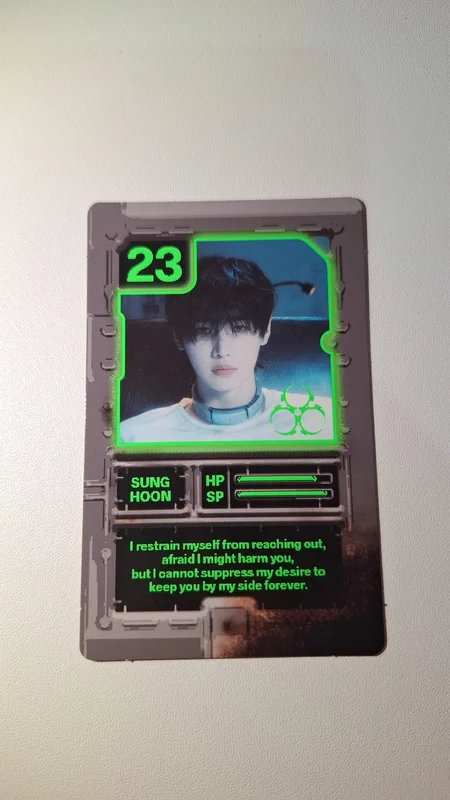 23
SUNG
HOON
HP
SP
I restrain myself from reaching out,
afraid I might harm you,
but I cannot suppress my desire to
keep you by my side forever.